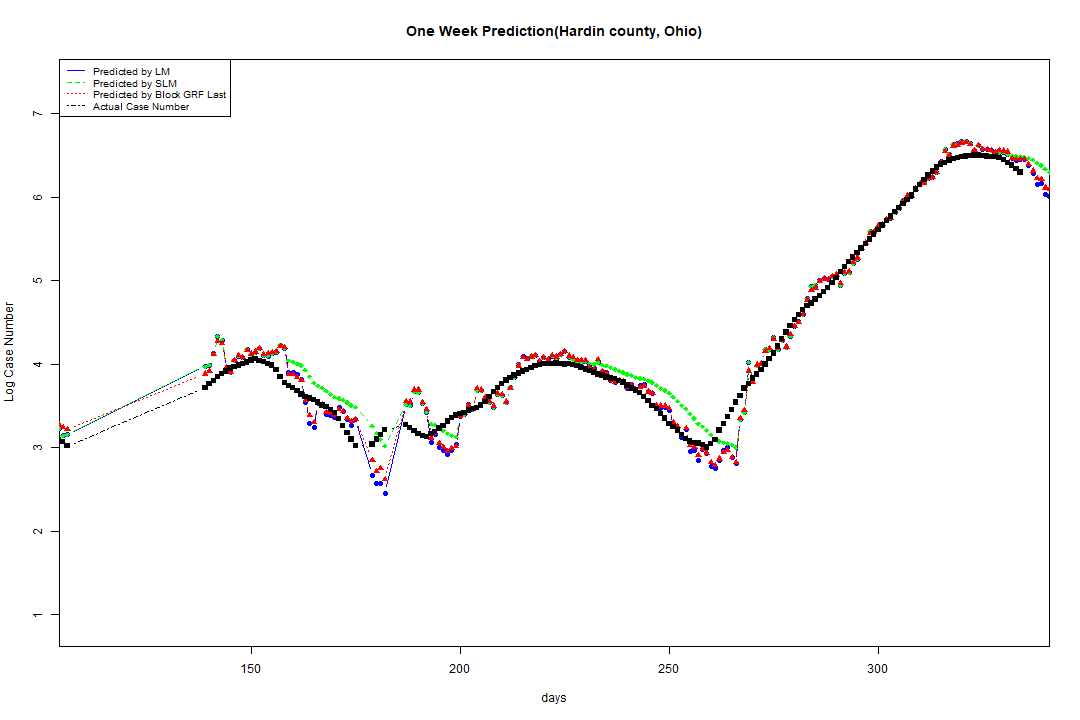 One Week Prediction(Hardin county, Ohio)
Predicted by LM
Predicted by SLM
Predicted by Block GRF Last
Actual Case Number
7
6
5
4
3
2
1
Log Case Number
150 200 250 300
days